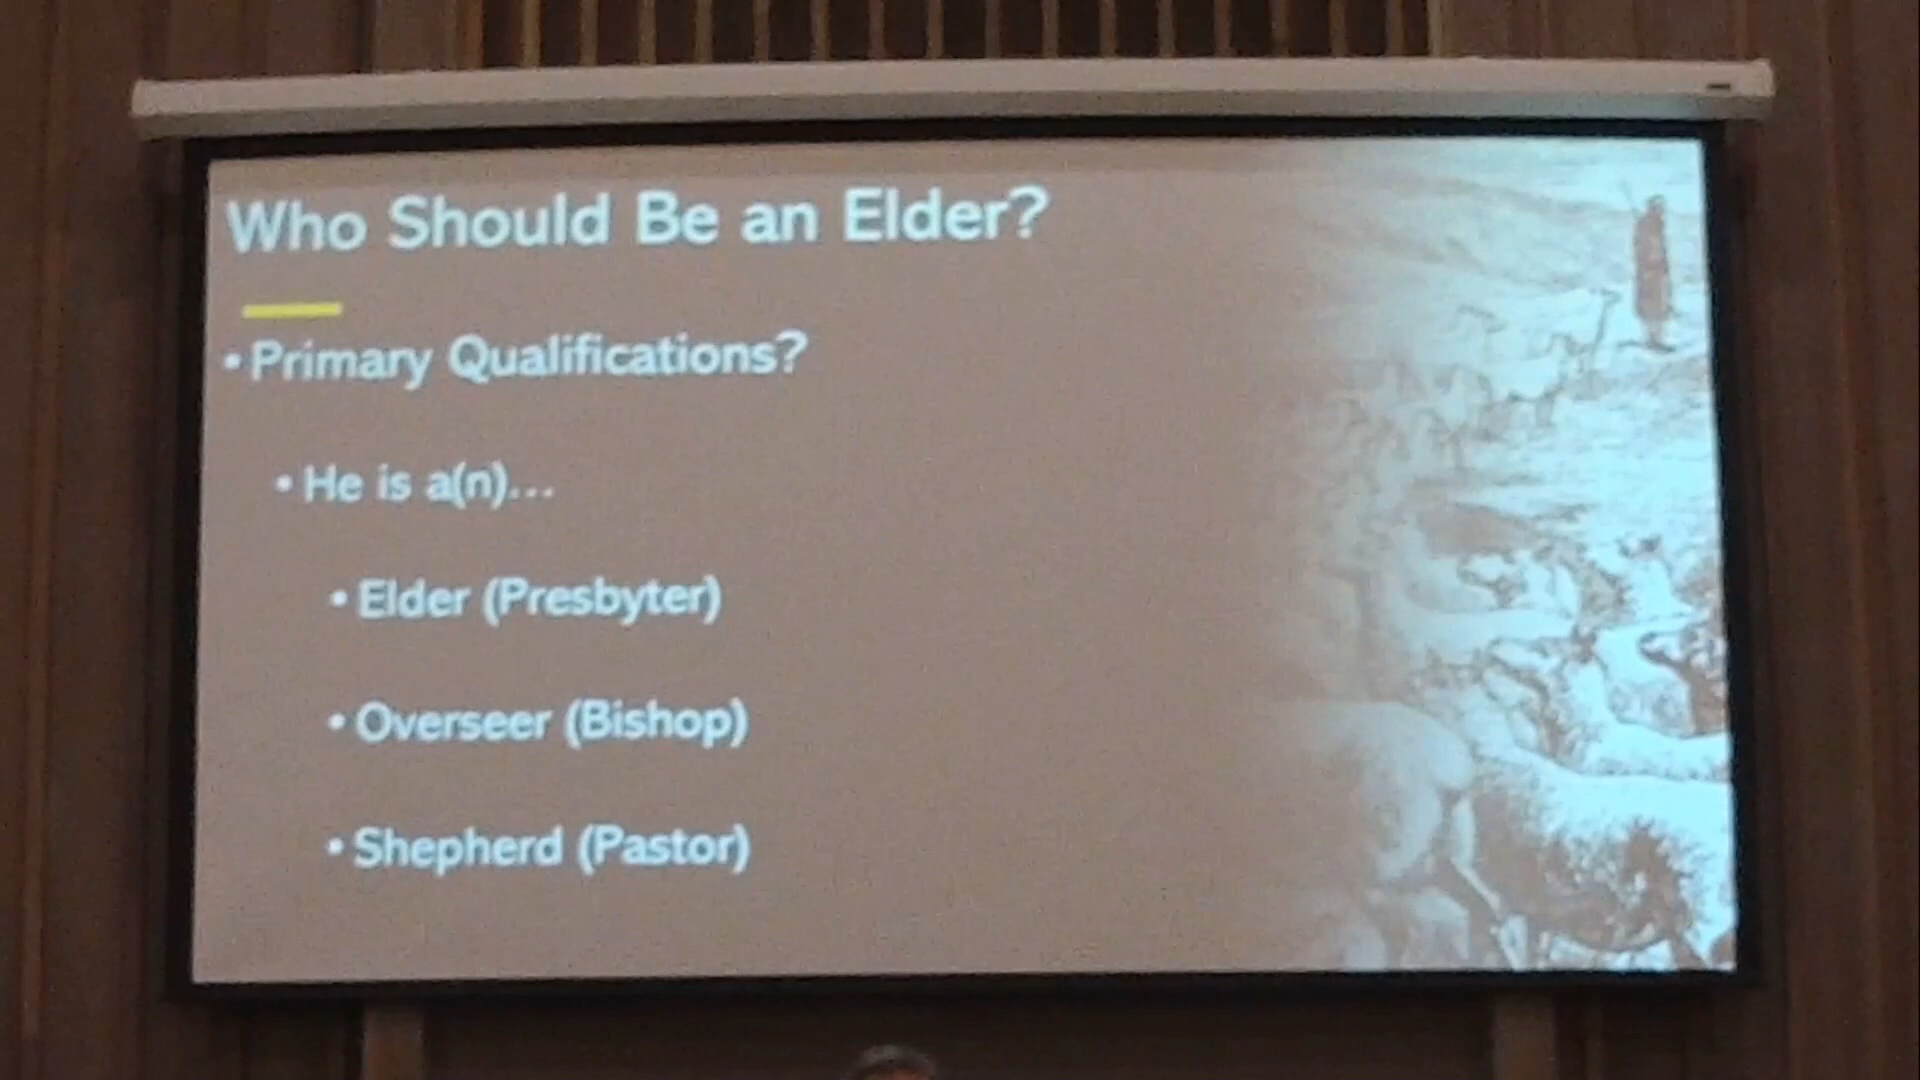 Who Should Be an Elder?
• Primary Qualifications?
• He is a(n)...
• Elder (Presbyter)
• Overseer (Bishop)
• Shepherd (Pastor)